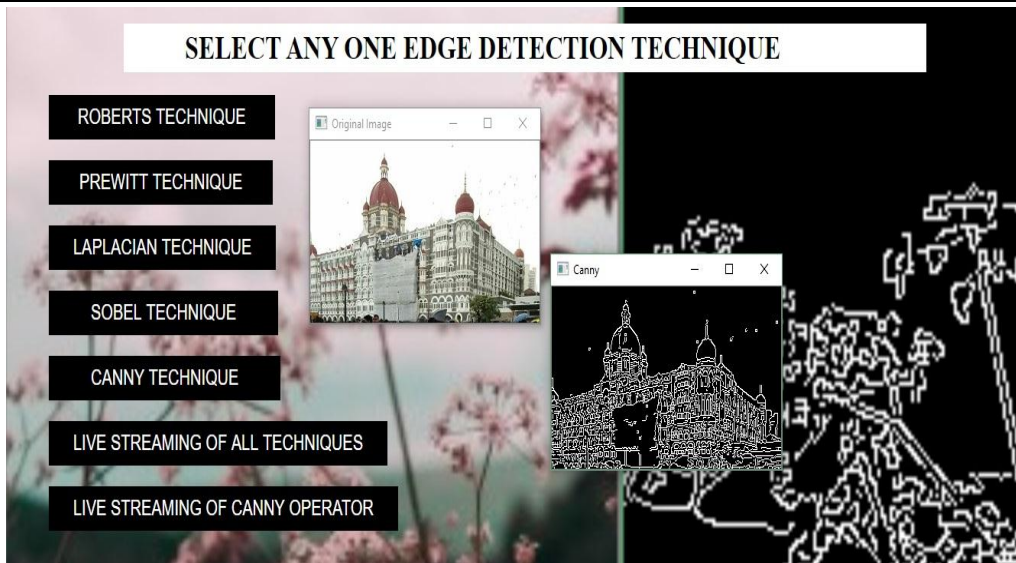 SELECT ANY ONE EDGE DETECTION TECHNIQUE
ROBERTS TECHNIQUE
PREWITT TECHNIQUE
LAPLACIAN TECHNIQUE
SOBEL TECHNIQUE
CANNY TECHNIQUE
LIVE STREAMING OF ALL TECHNIQUES
LIVE STREAMING OF CANNY OPERATOR
Original Image
Canny